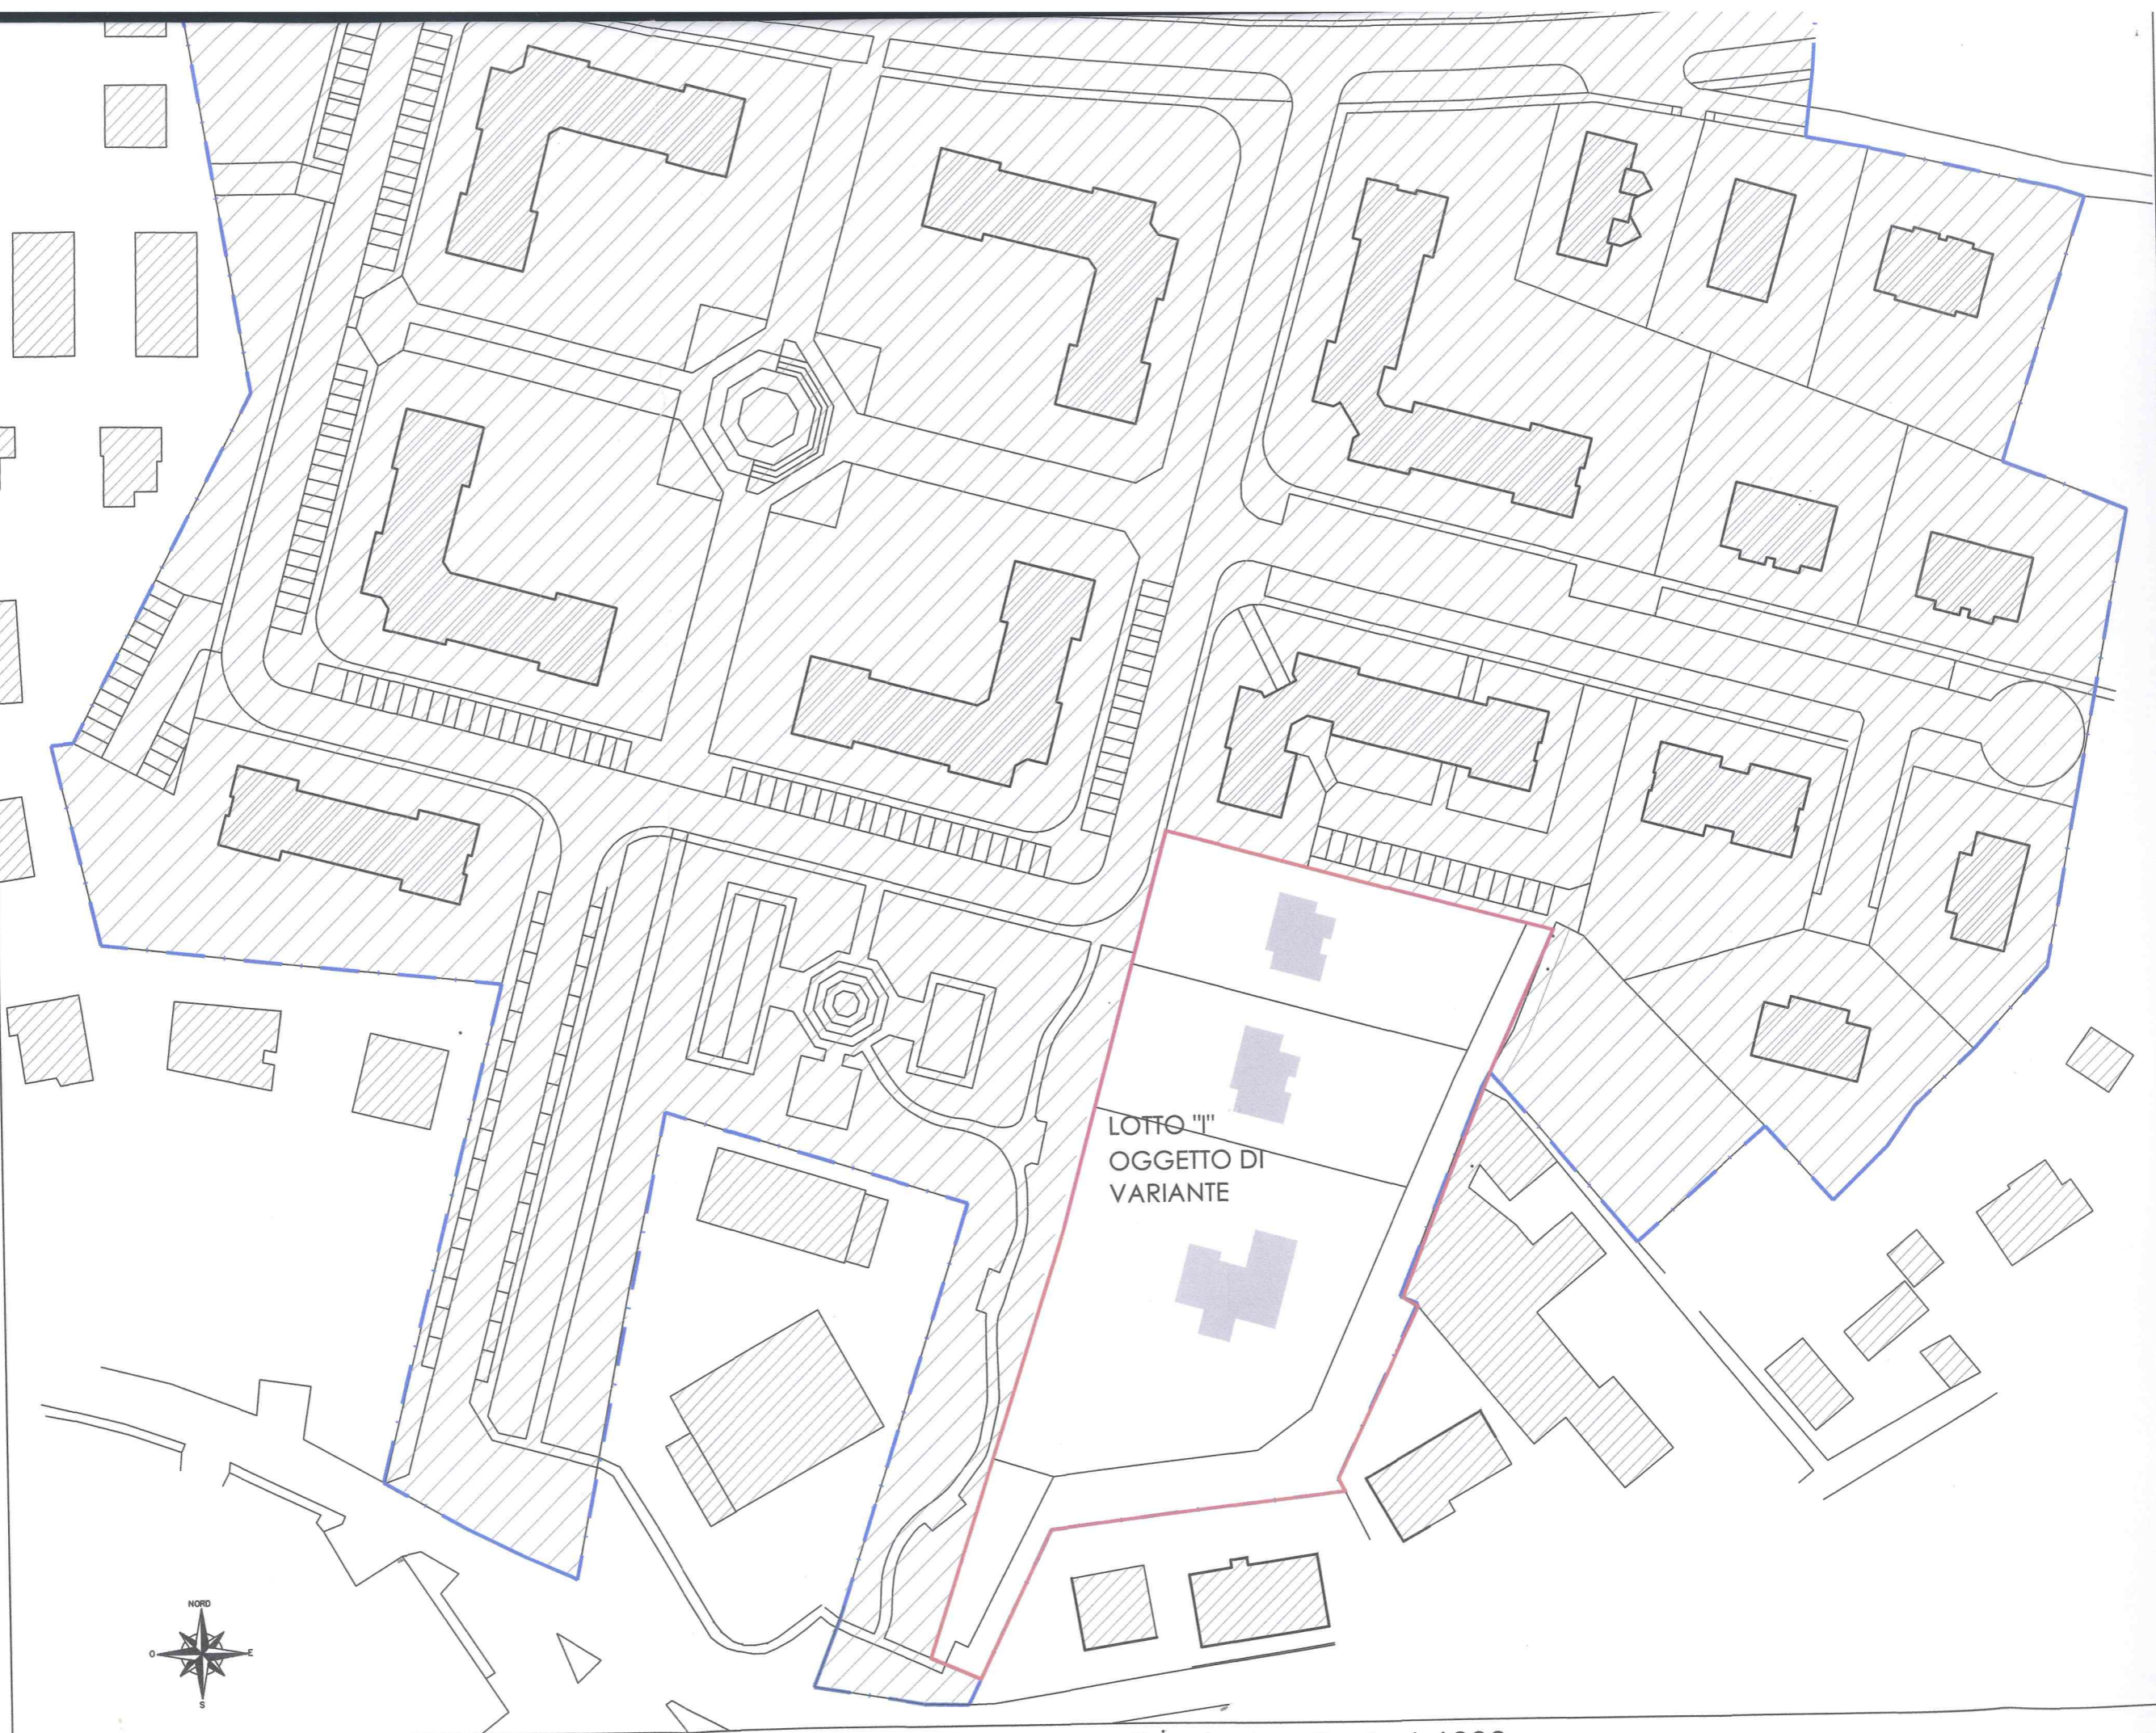 LOTTO "I"
OGGETTO DI
VARIANTE
NORD
O
E
S